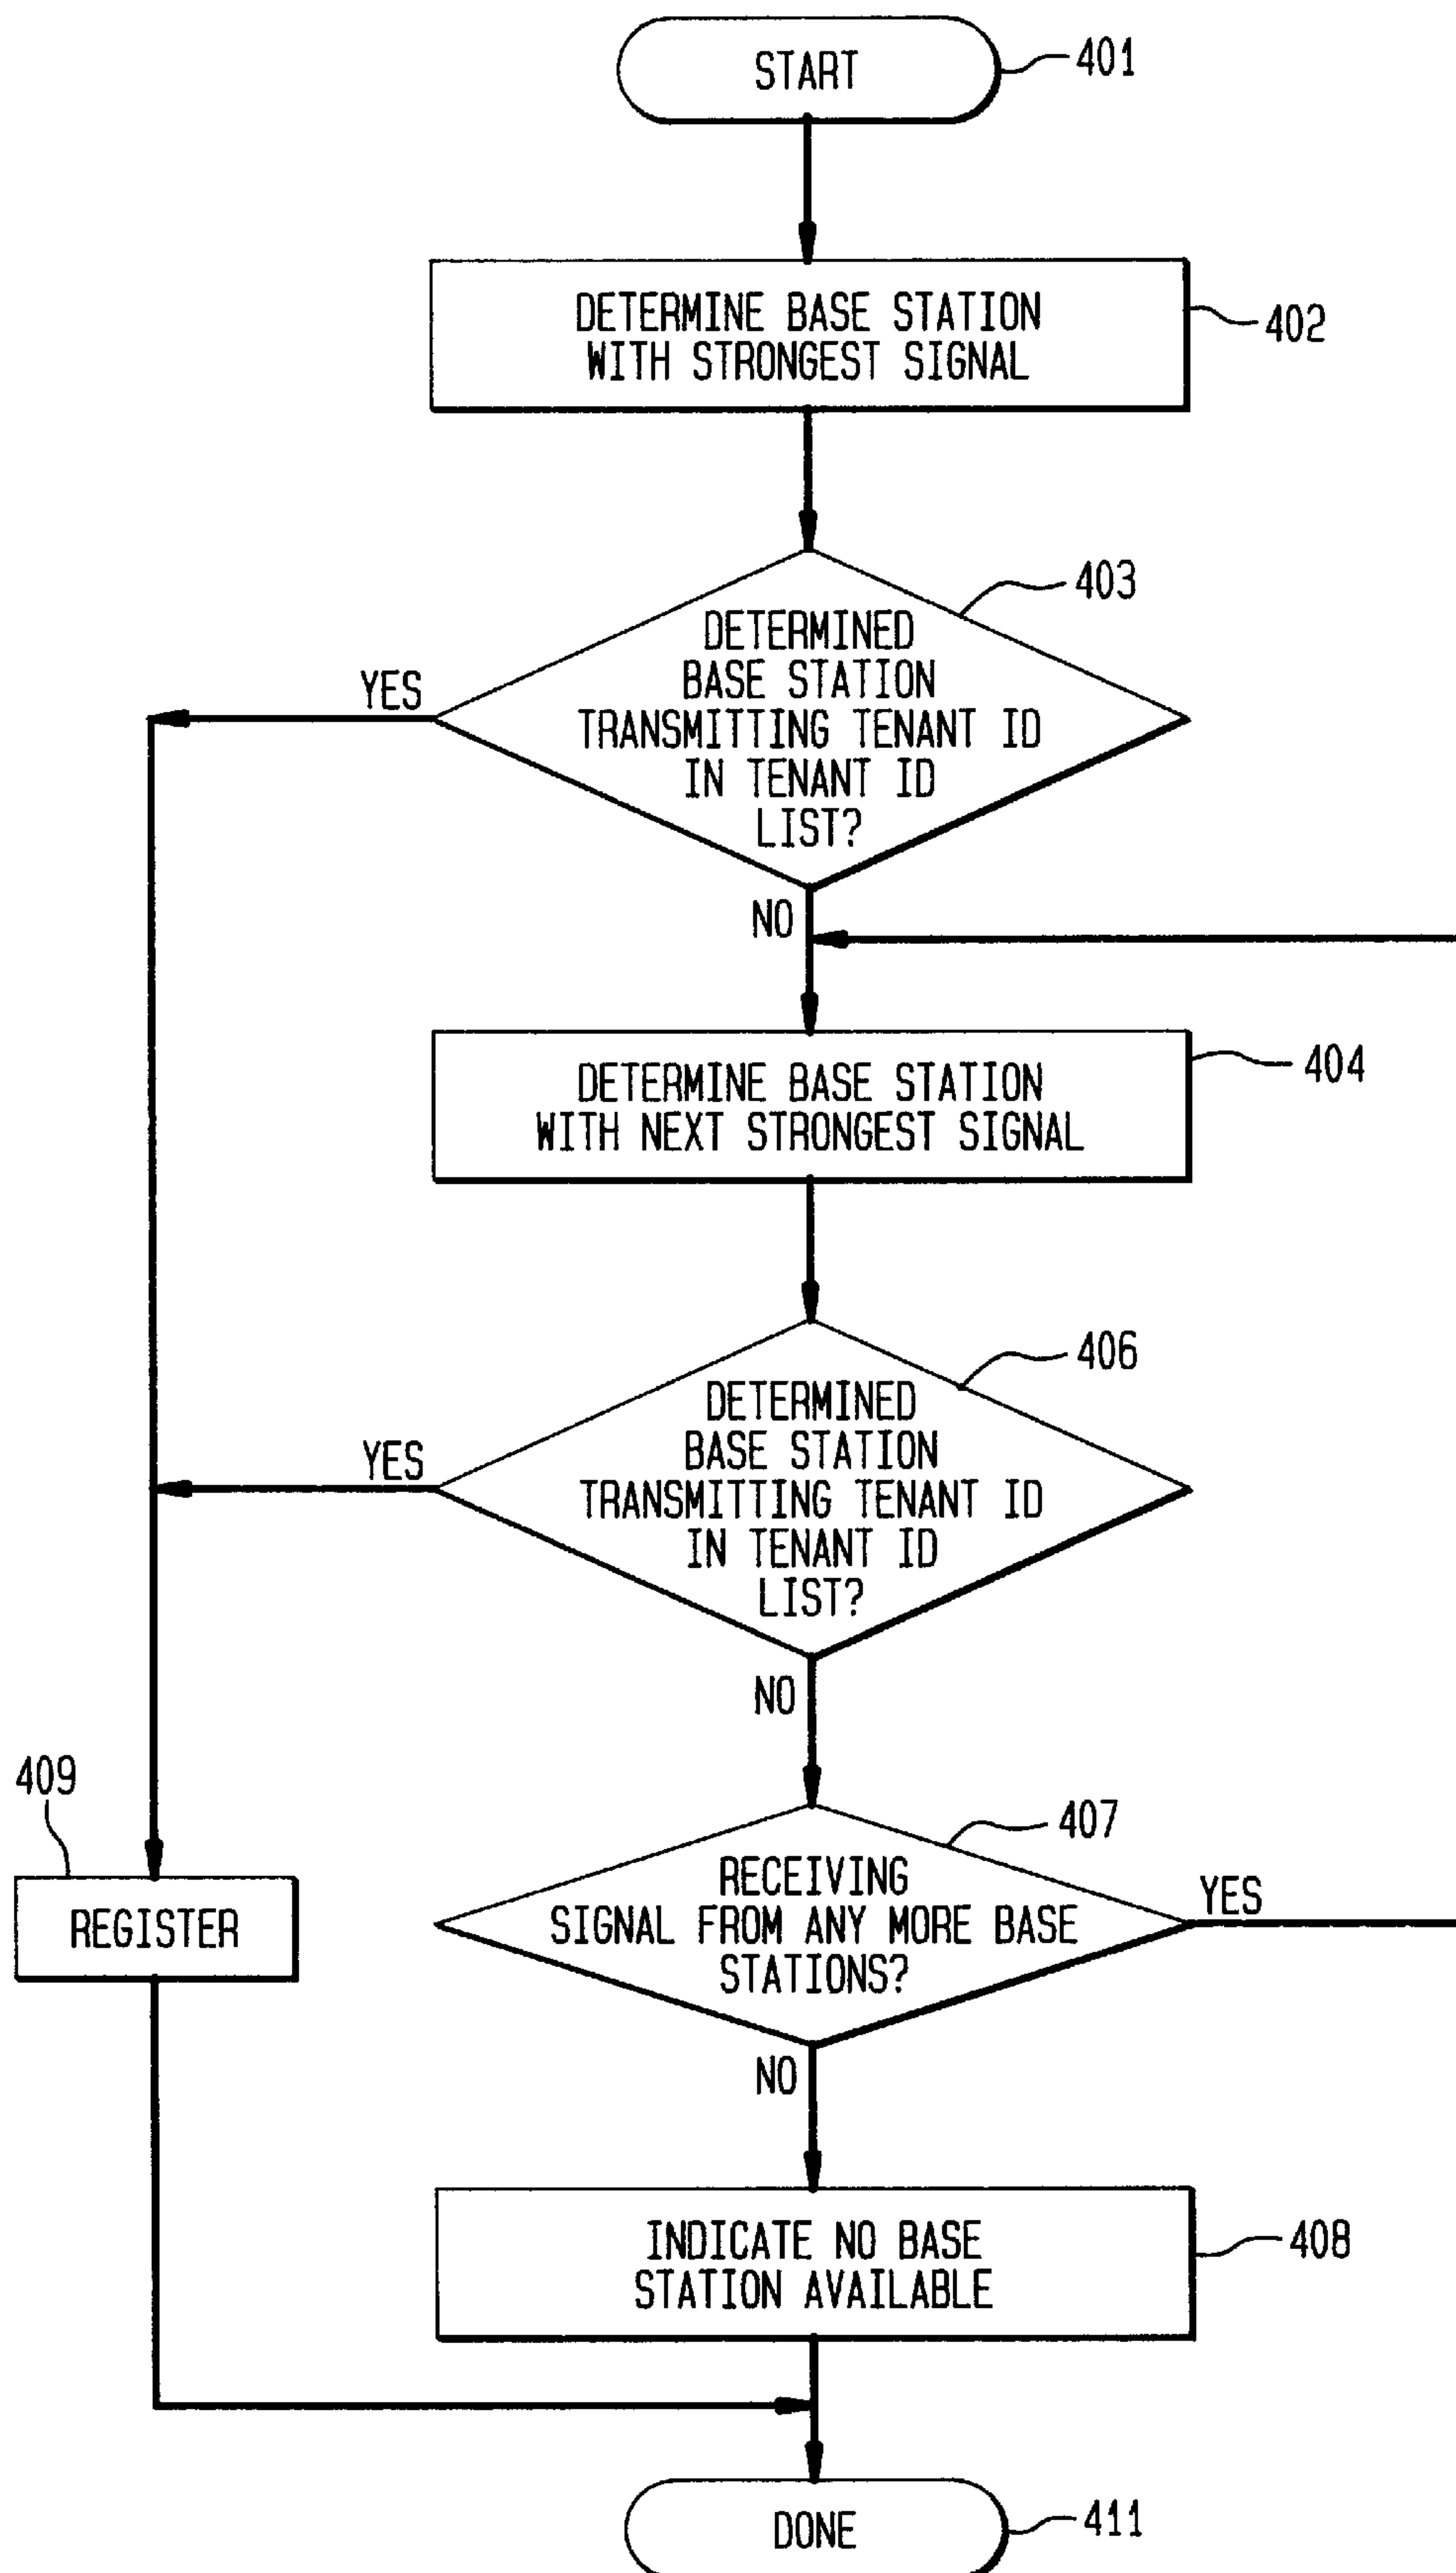 START
401
DETERMINE BASE STATION
WITH STRONGEST SIGNAL
402
403
DETERMINED
BASE STATION
TRANSMITTING TENANT ID
IN TENANT ID
LIST?
YES
NO
DETERMINE BASE STATION
WITH NEXT STRONGEST SIGNAL
404
406
DETERMINED
BASE STATION
TRANSMITTING TENANT ID
IN TENANT ID
LIST?
YES
NO
409
REGISTER
407
RECEIVING
SIGNAL FROM ANY MORE BASE
STATIONS?
YES
NO
INDICATE NO BASE
STATION AVAILABLE
408
DONE
411